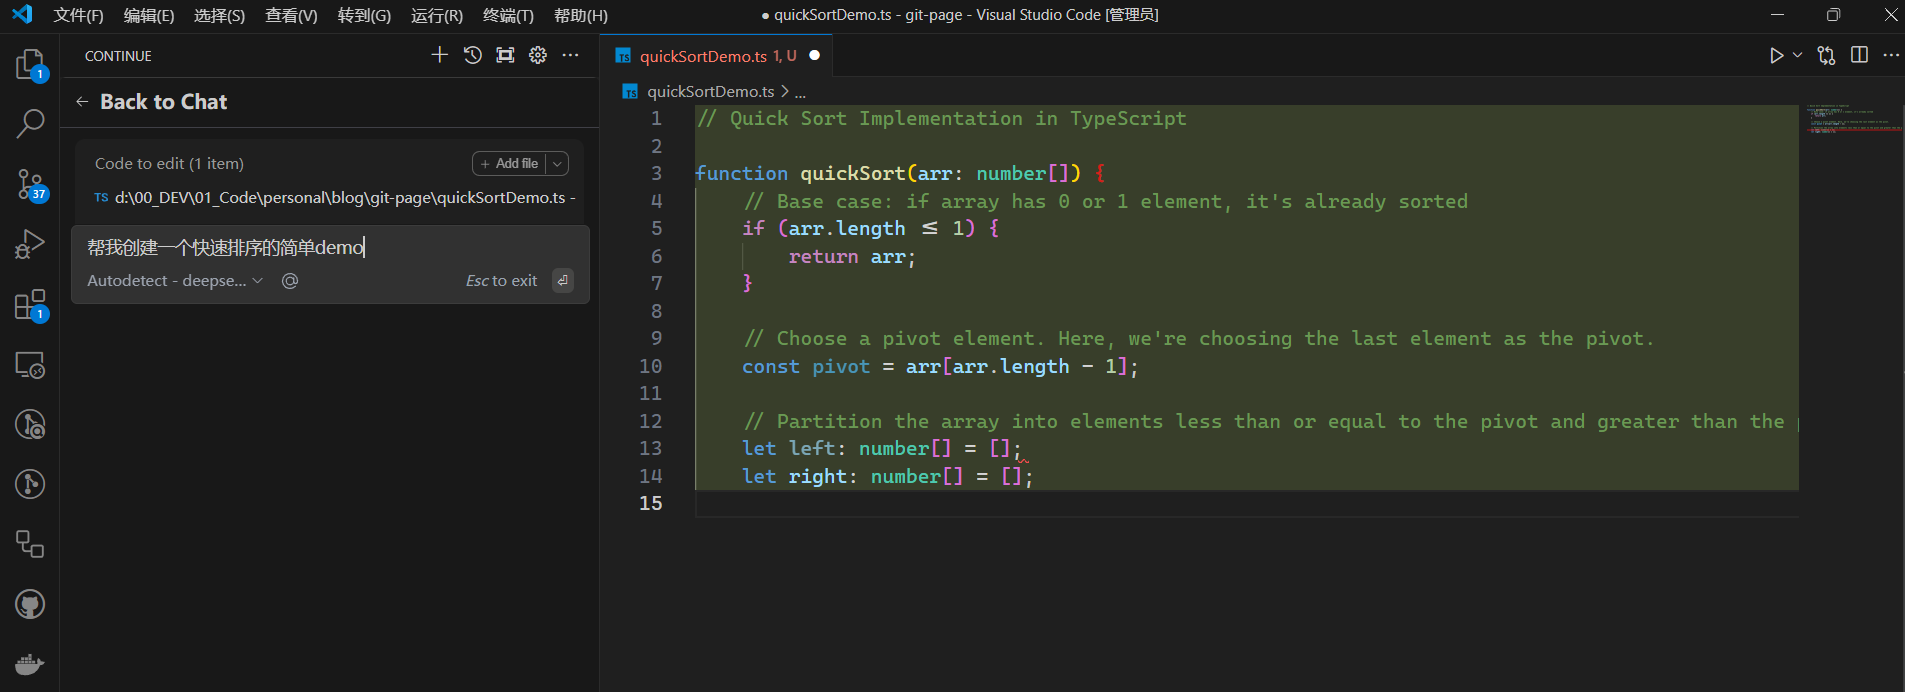 文件(F) 编辑(E) 选择(S) 查看(V) 转到(G) 运行(R) 终端(T) 帮助(H)
● quickSortDemo.ts - git-page - Visual Studio Code [管理员]
1
37
1
CONTINUE
← Back to Chat
Code to edit (1 item)
+ Add file
TS d:\00_DEV\01_Code\personal\blog\git-page\quickSortDemo.ts -
帮我创建一个快速排序的简单demo
Autodetect - deepse... @
Esc to exit
TS quickSortDemo.ts 1, U
TS quickSortDemo.ts > ...
1 // Quick Sort Implementation in TypeScript
2
3 function quickSort(arr: number[]) {
4 // Base case: if array has 0 or 1 element, it's already sorted
5 if (arr.length ≤ 1) {
6 return arr;
7 }
8
9 // Choose a pivot element. Here, we're choosing the last element as the pivot.
10 const pivot = arr[arr.length - 1];
11
12 // Partition the array into elements less than or equal to the pivot and greater than the
13 let left: number[] = [];
14 let right: number[] = [];
15